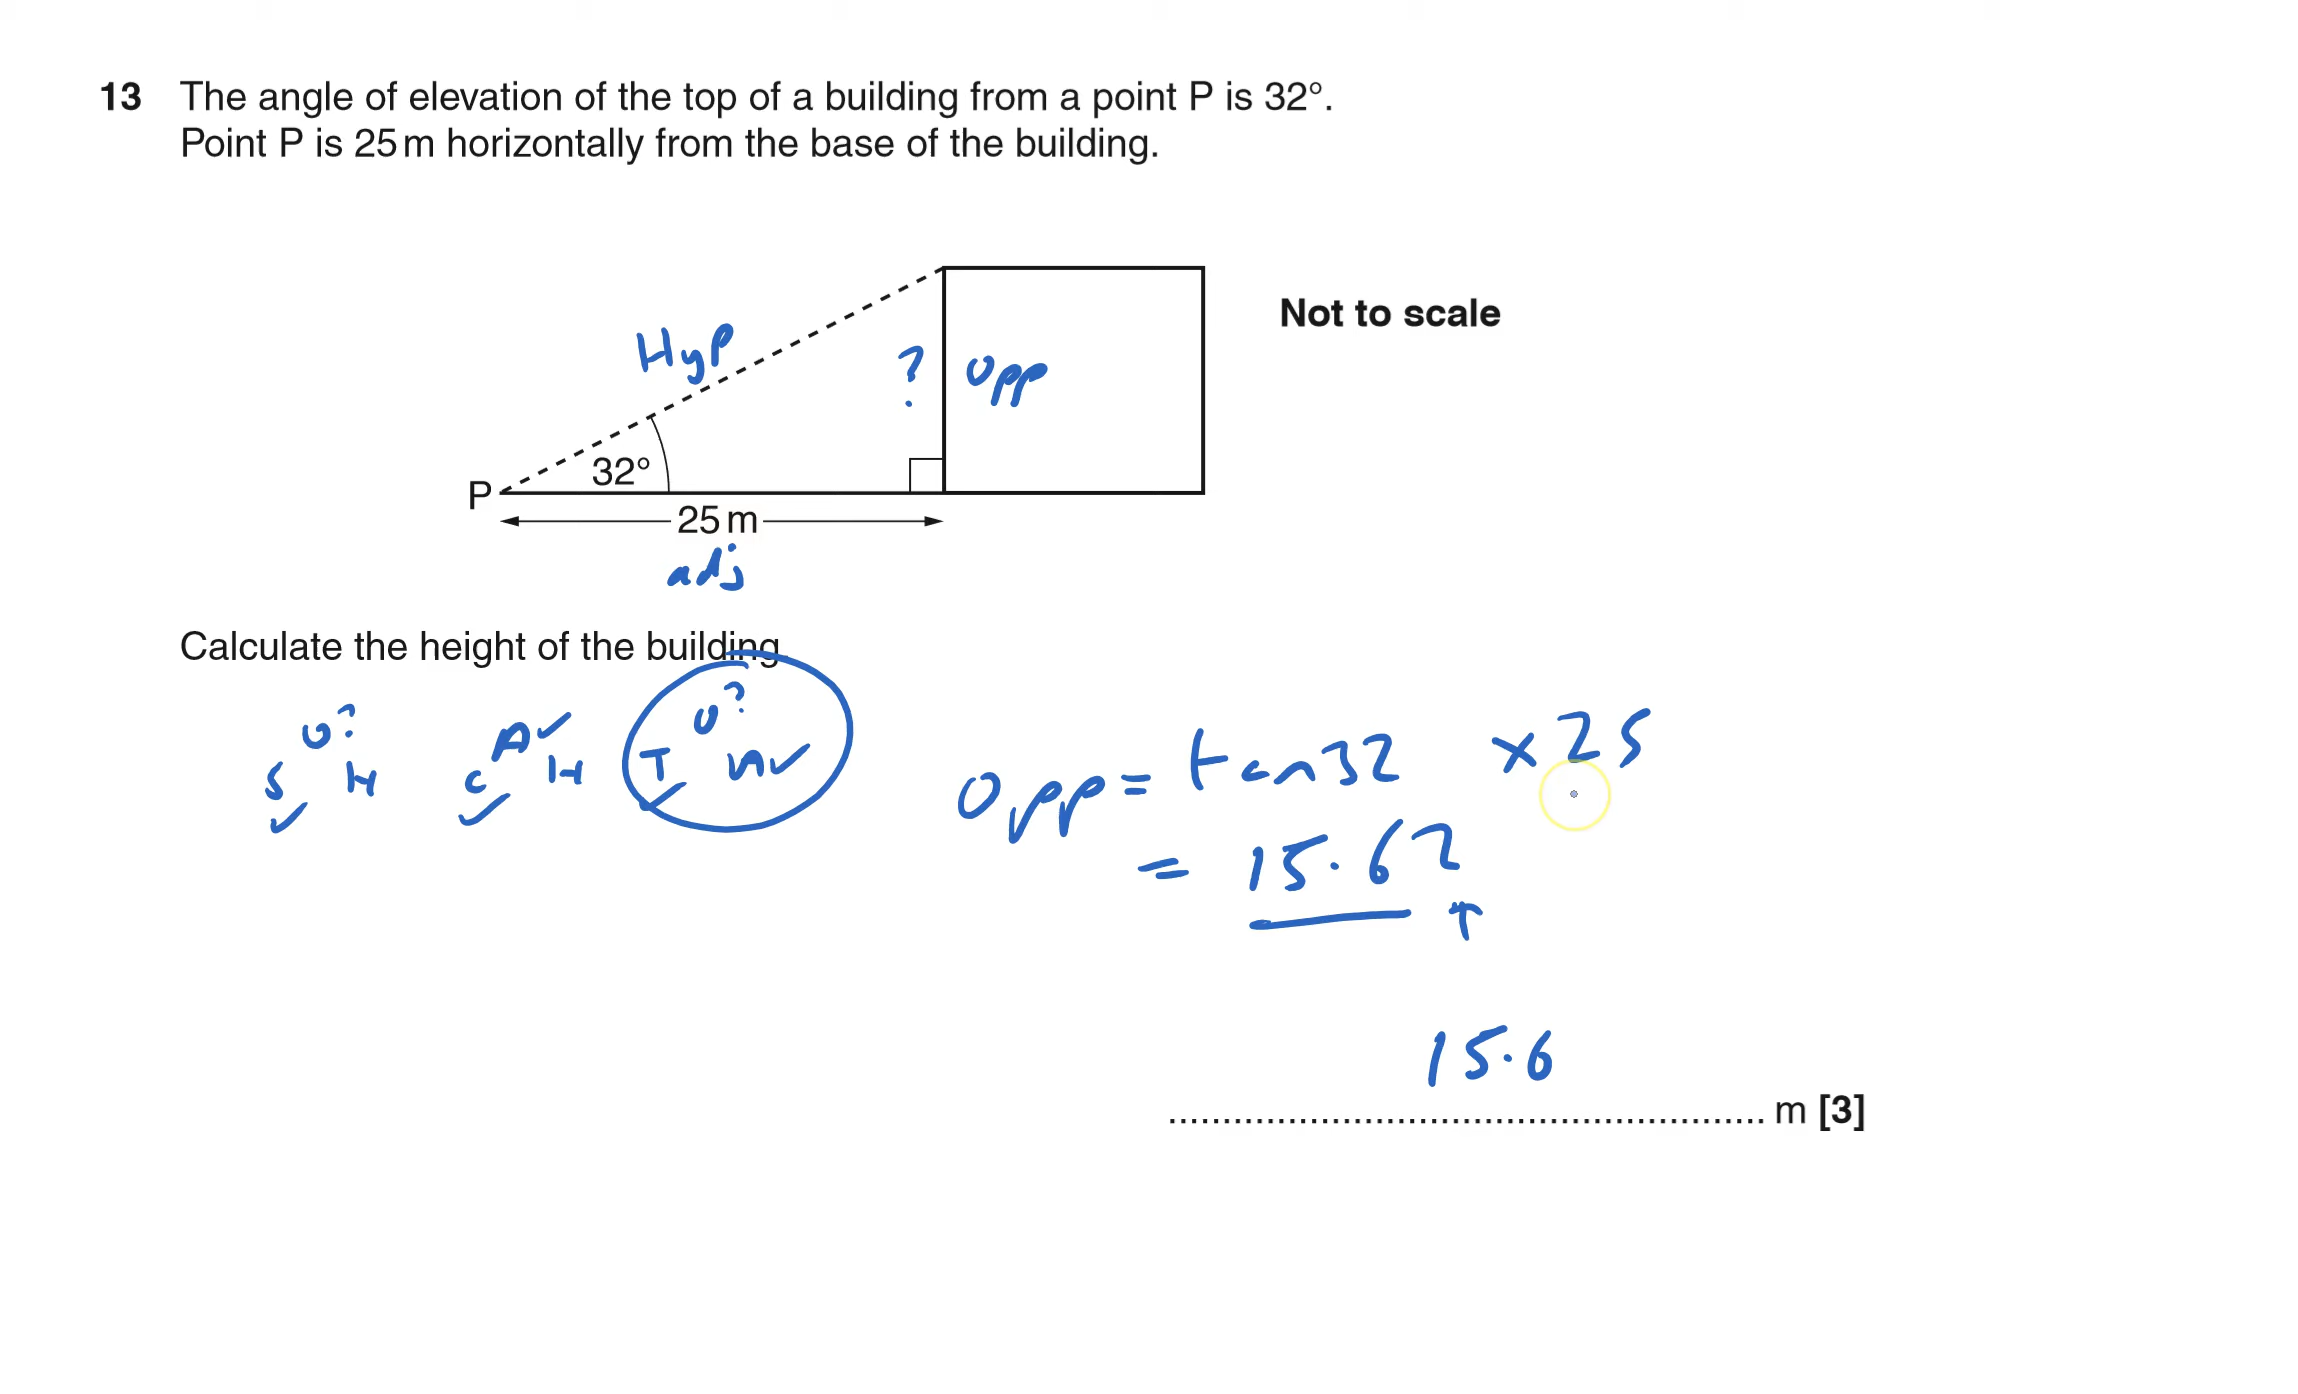 13 The angle of elevation of the top of a building from a point P is 32°.
Point P is 25 m horizontally from the base of the building.
Not to scale
Hyp
? opp
32°
P
25 m
adj
Calculate the height of the building.
S O? H C A✓ H T O? A✓
opp = tan32 × 25
= 15.62
15.6
m [3]